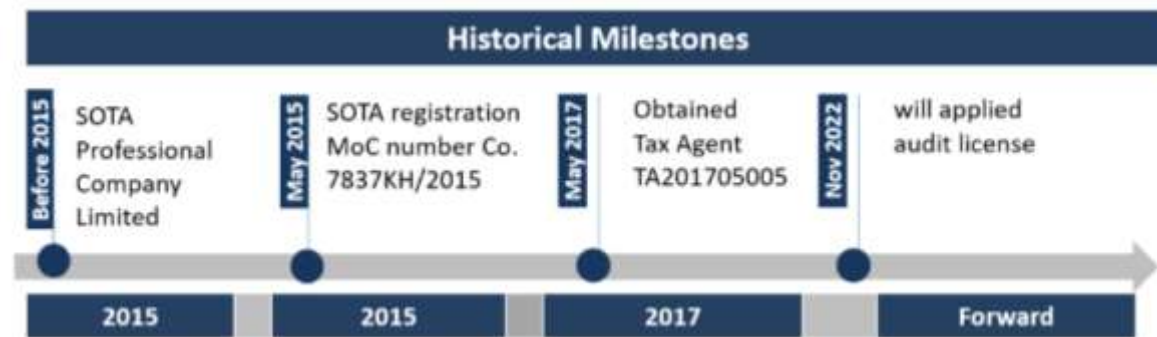 Historical Milestones
Before 2015
SOTA
Professional
Company
Limited
May 2015
SOTA registration
MoC number Co.
7837KH/2015
May 2017
Obtained
Tax Agent
TA201705005
Nov 2022
will applied
audit license
2015
2015
2017
Forward